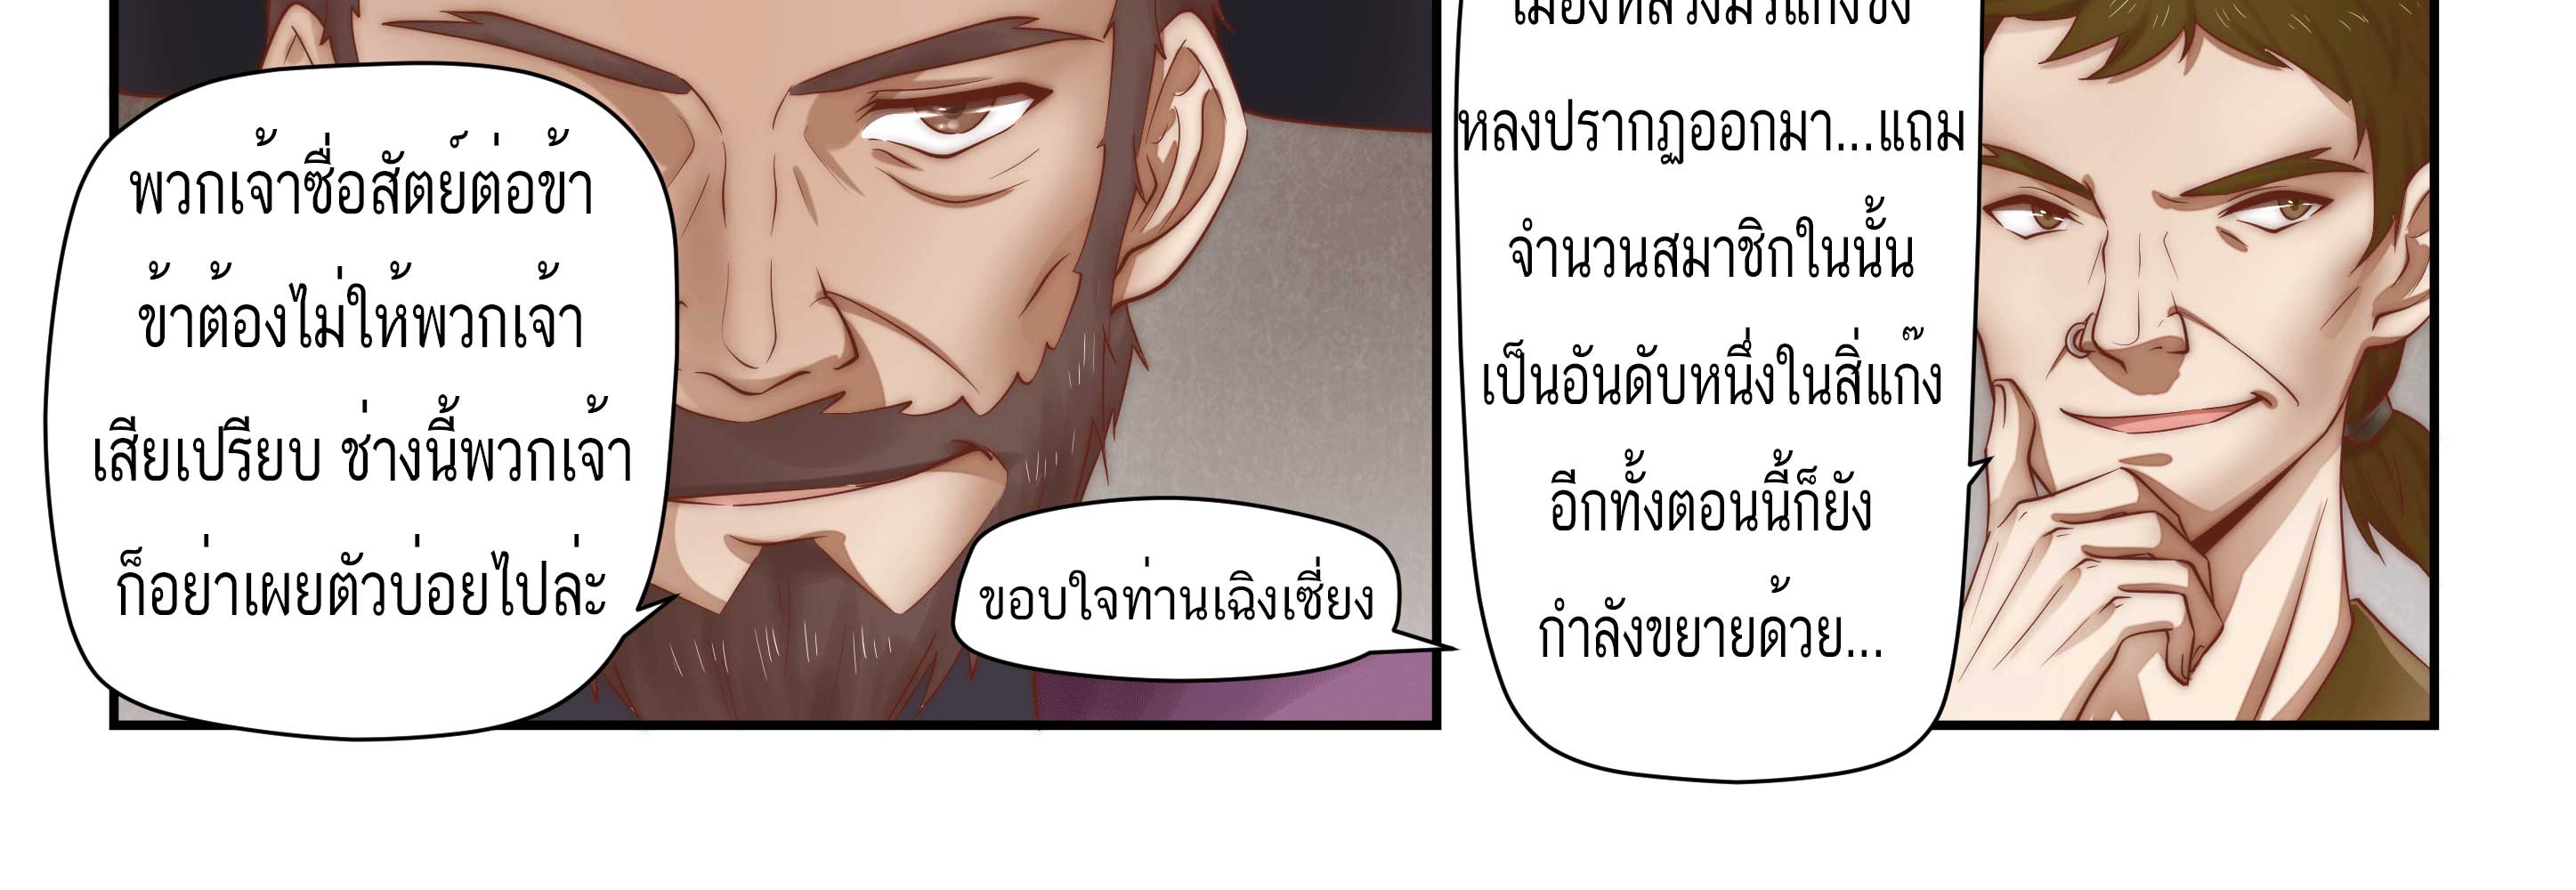 พวกเจ้าซื่อสัตย์ต่อข้า
ข้าต้องไม่ให้พวกเจ้า
เสียเปรียบ ช่างนี้พวกเจ้า
ก็อย่าเผยตัวบ่อยไปล่ะ
ขอบใจท่านเฉิงเซี่ยง
หลงปรากฏออกมา...แถม
จำนวนสมาชิกในนั้น
เป็นอันดับหนึ่งในสิ่แก๊ง
อีกทั้งตอนนี้ก็ยัง
กำลังขยายด้วย...